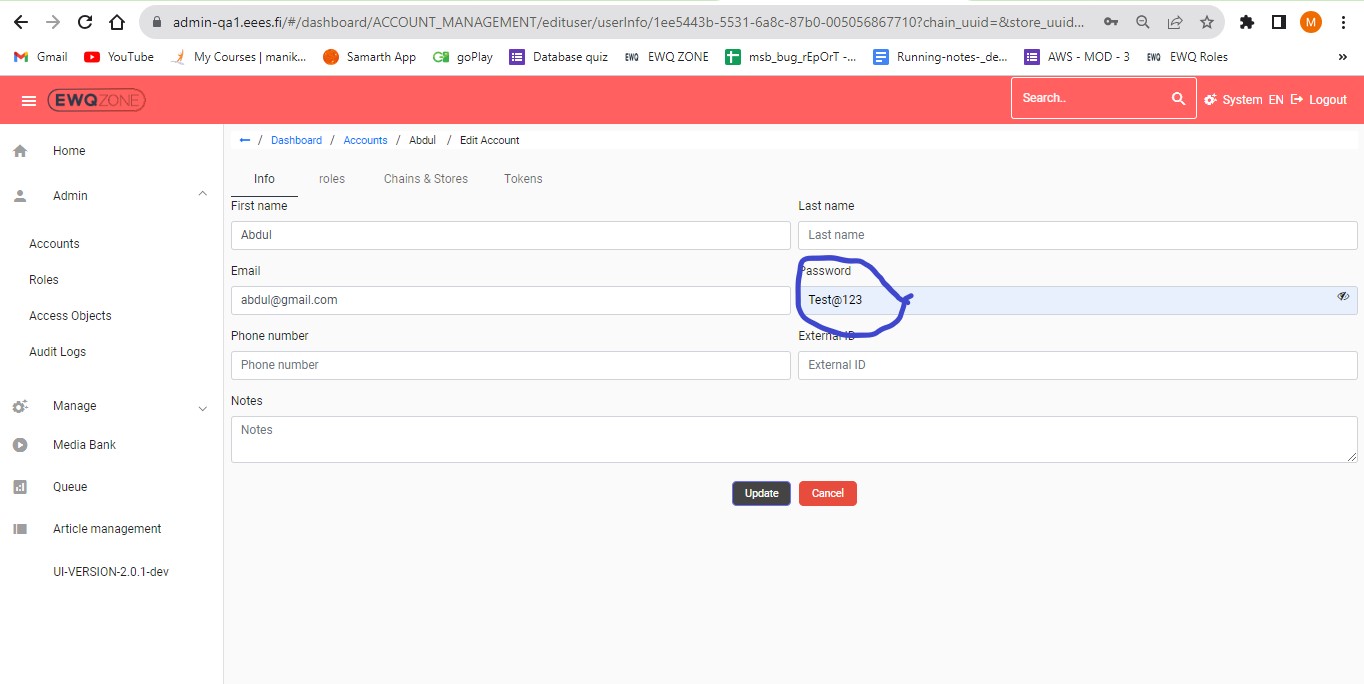 admin-qa1.eees.fi/#/dashboard/ACCOUNT_MANAGEMENT/edituser/userInfo/1ee5443b-5531-6a8c-87b0-005056867710?chain_uuid=&store_uuid...
M
Gmail YouTube My Courses | manik... Samarth App goPlay Database quiz EWQ EWQ ZONE msb_bug_rEpOrT -... Running-notes-_de... AWS - MOD - 3 EWQ EWQ Roles »
EWQZONE Search.. System EN Logout
/ Dashboard / Accounts / Abdul / Edit Account
Home
Admin
Accounts
Roles
Access Objects
Audit Logs
Manage
Media Bank
Queue
Article management
UI-VERSION-2.0.1-dev
Info roles Chains & Stores Tokens
First name Last name
Abdul Last name
Email Password
abdul@gmail.com Test@123
Phone number External ID
Phone number External ID
Notes
Notes
Update Cancel